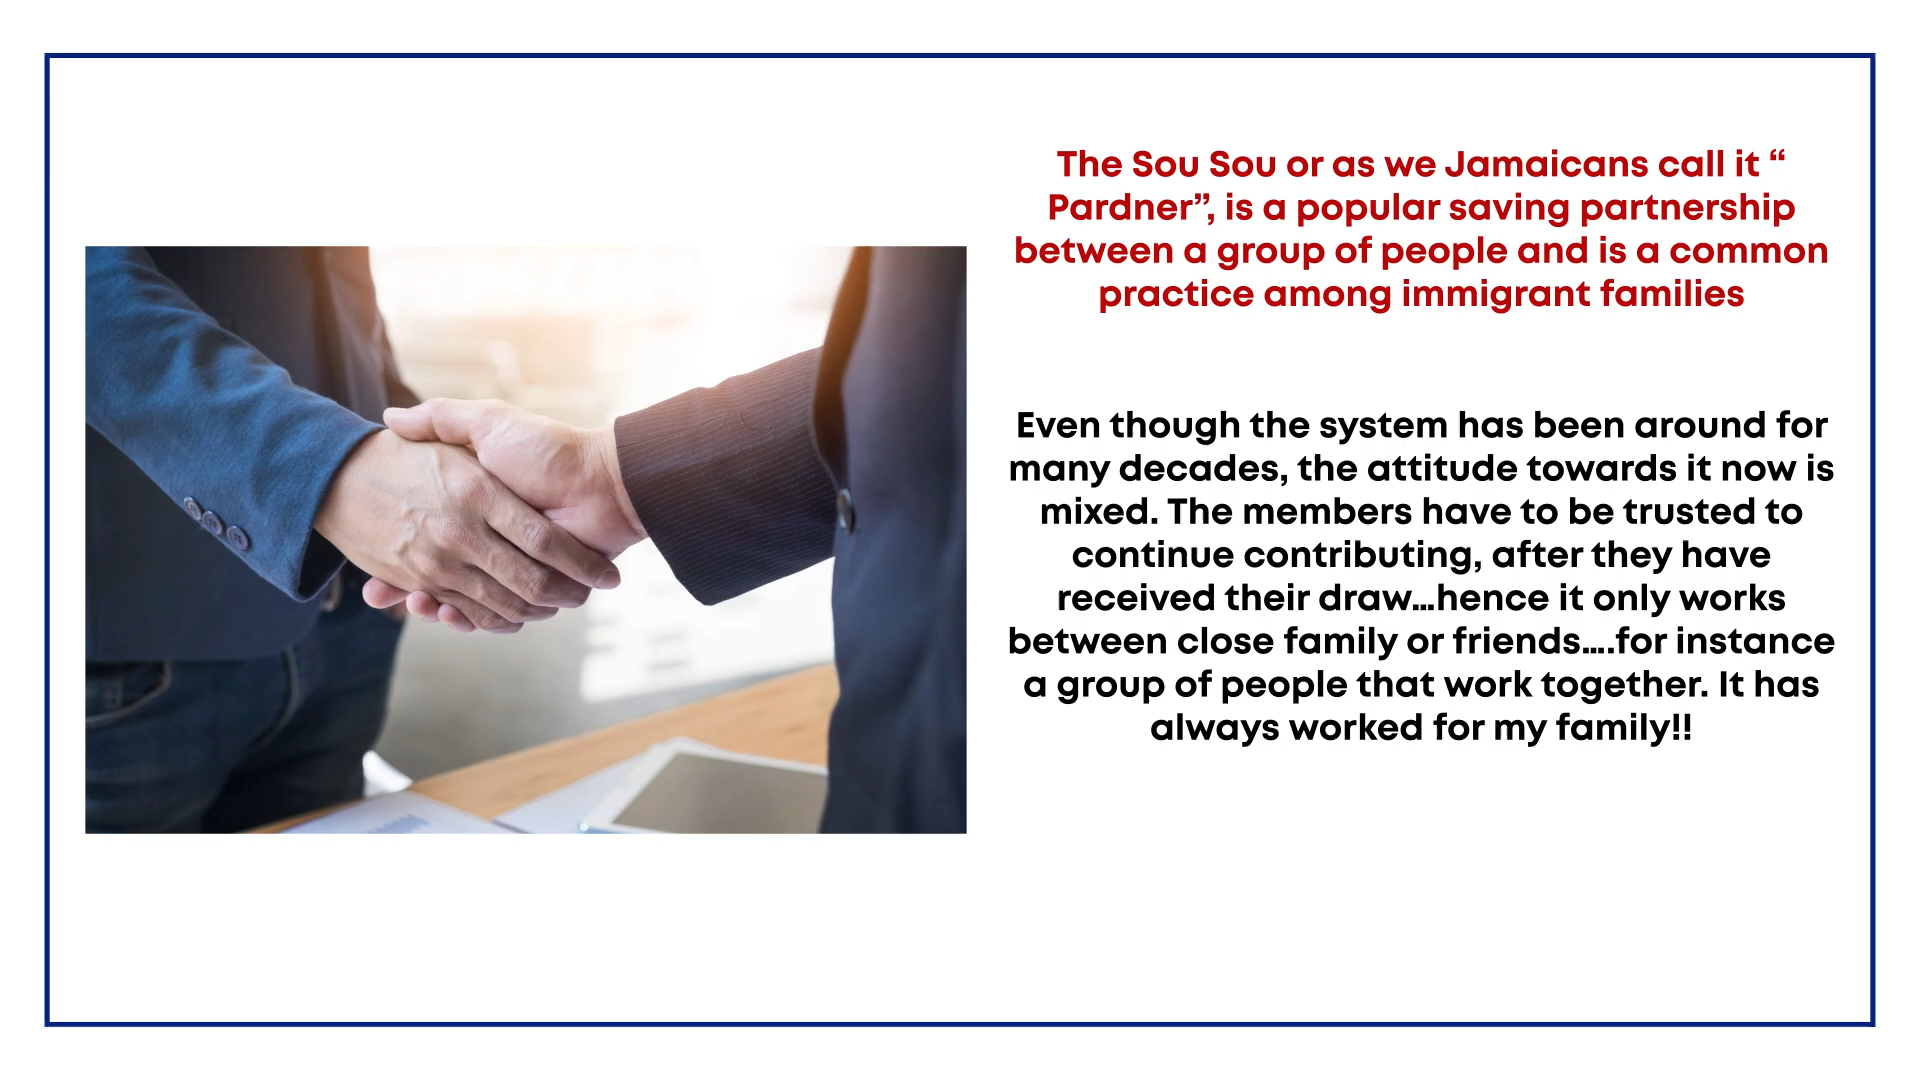 The Sou Sou or as we Jamaicans call it “
Pardner”, is a popular saving partnership
between a group of people and is a common
practice among immigrant families
Even though the system has been around for
many decades, the attitude towards it now is
mixed. The members have to be trusted to
continue contributing, after they have
received their draw...hence it only works
between close family or friends....for instance
a group of people that work together. It has
always worked for my family!!